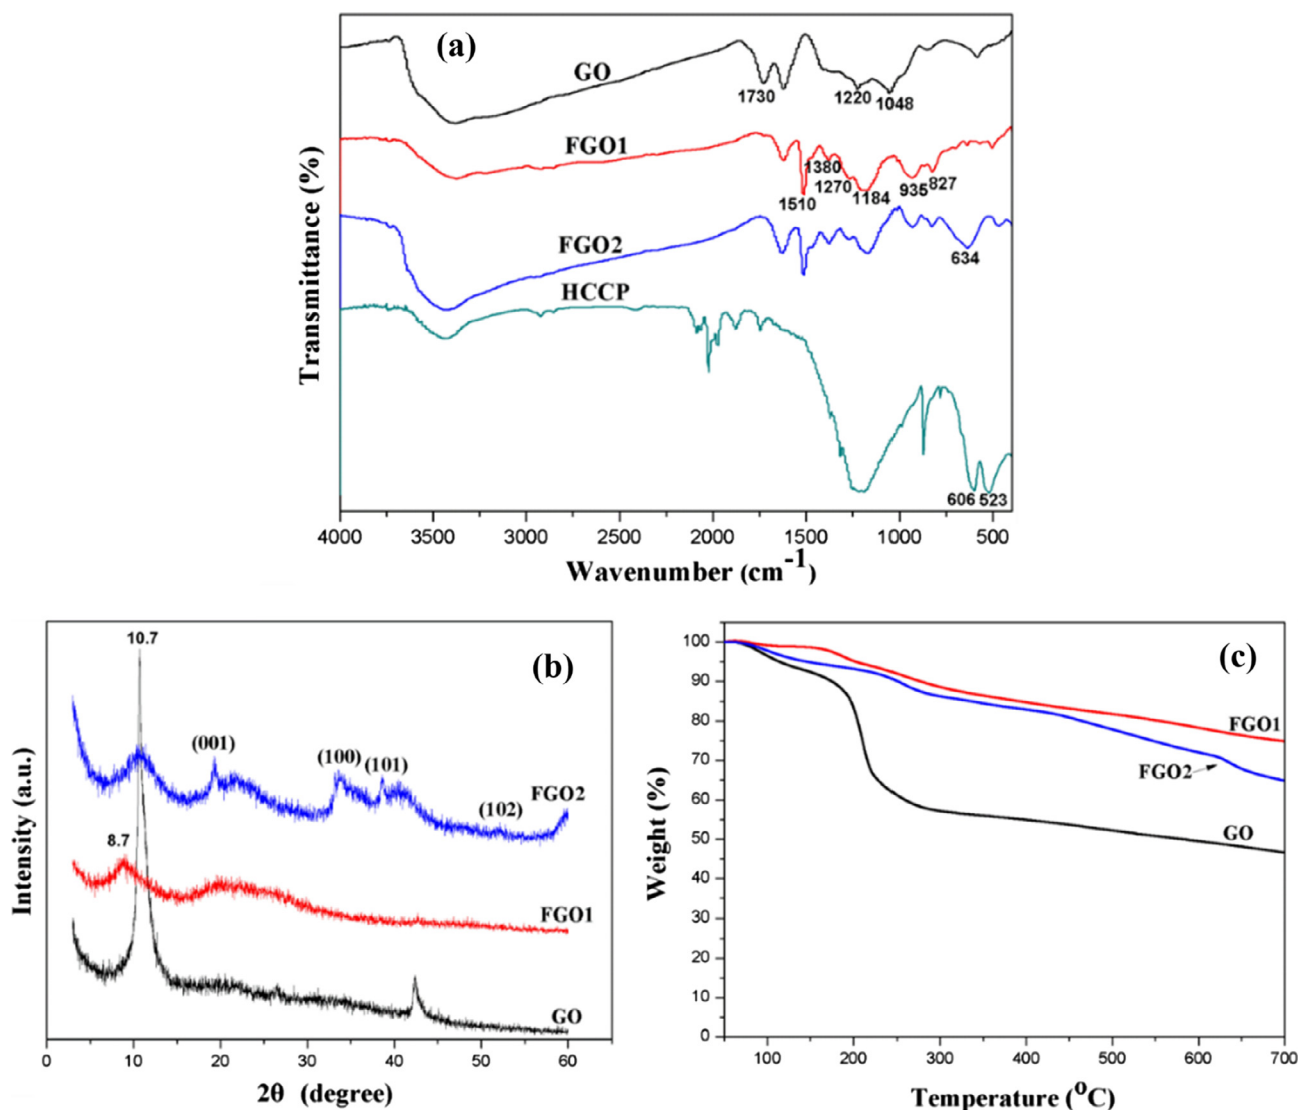 (a)
GO
1730
1220
1048
FGO1
1380
1270
1510
1184
935
827
FGO2
634
HCCP
606
523
Transmittance (%)
4000 3500 3000 2500 2000 1500 1000 500
Wavenumber (cm-1)
10.7
(b)
(001)
(100)
(101)
(102)
FGO2
8.7
FGO1
GO
Intensity (a.u.)
0 10 20 30 40 50 60
2θ (degree)
(c)
100
90
80
70
60
50
40
30
20
10
0
FGO1
FGO2
GO
Weight (%)
100 200 300 400 500 600 700
Temperature (oC)